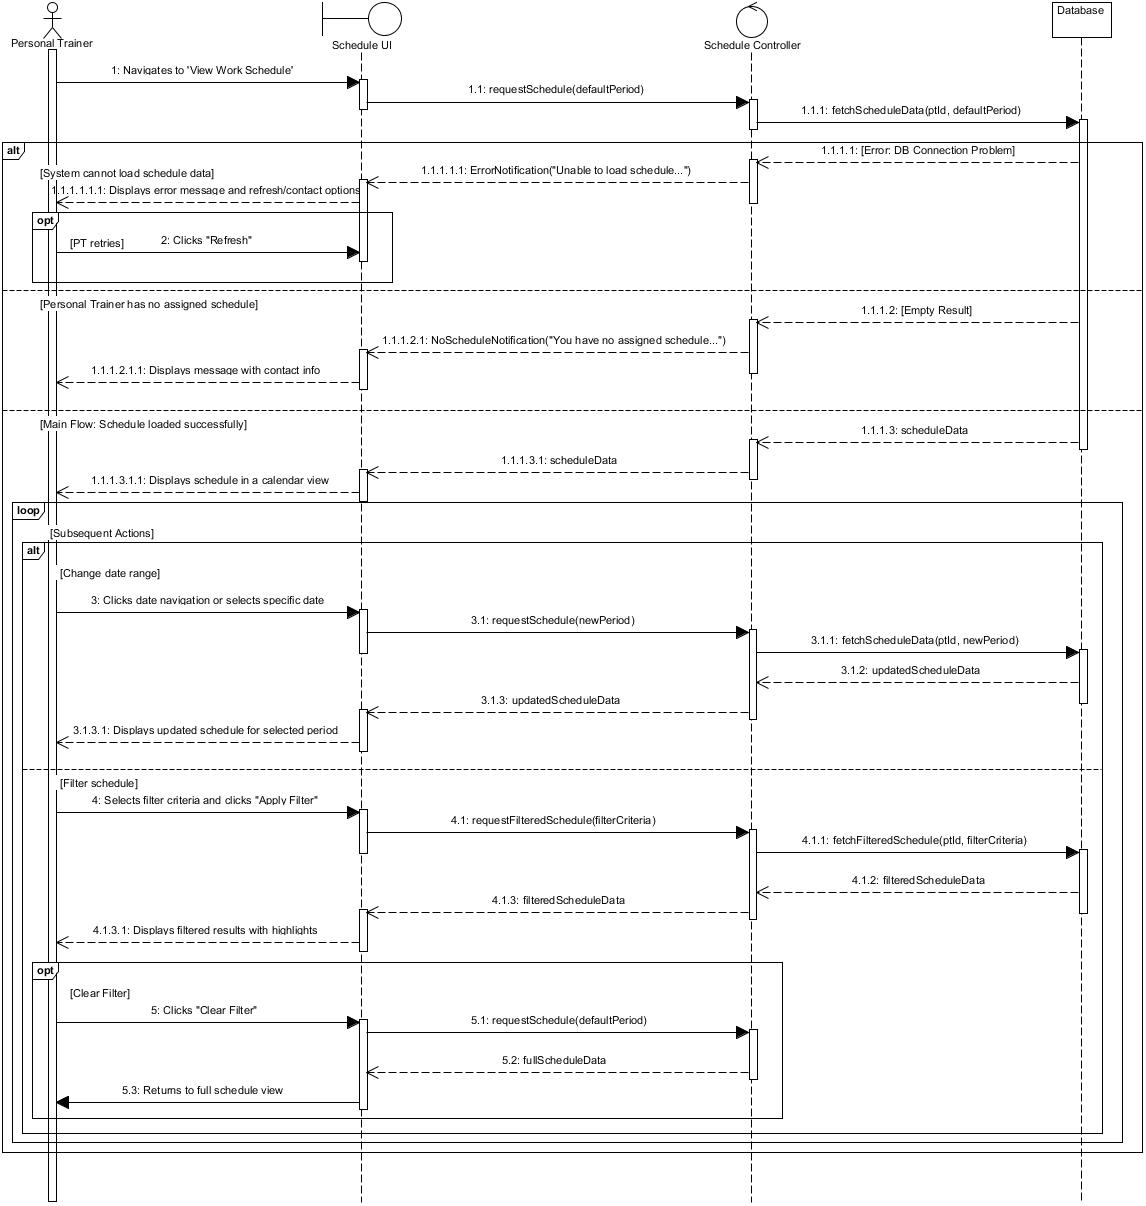 Personal Trainer
Schedule UI
Schedule Controller
Database
1: Navigates to 'View Work Schedule'
1.1: requestSchedule(defaultPeriod)
1.1.1: fetchScheduleData(ptId, defaultPeriod)
alt
1.1.1.1: [Error: DB Connection Problem]
[System cannot load schedule data]
1.1.1.1.1: ErrorNotification("Unable to load schedule...")
1.1.1.1.1.1: Displays error message and refresh/contact options
opt
[PT retries]
2: Clicks "Refresh"
[Personal Trainer has no assigned schedule]
1.1.1.2: [Empty Result]
1.1.1.2.1: NoScheduleNotification("You have no assigned schedule...")
1.1.1.2.1.1: Displays message with contact info
[Main Flow: Schedule loaded successfully]
1.1.1.3: scheduleData
1.1.1.3.1: scheduleData
1.1.1.3.1.1: Displays schedule in a calendar view
loop
[Subsequent Actions]
alt
[Change date range]
3: Clicks date navigation or selects specific date
3.1: requestSchedule(newPeriod)
3.1.1: fetchScheduleData(ptId, newPeriod)
3.1.2: updatedScheduleData
3.1.3: updatedScheduleData
3.1.3.1: Displays updated schedule for selected period
[Filter schedule]
4: Selects filter criteria and clicks "Apply Filter"
4.1: requestFilteredSchedule(filterCriteria)
4.1.1: fetchFilteredSchedule(ptId, filterCriteria)
4.1.2: filteredScheduleData
4.1.3: filteredScheduleData
4.1.3.1: Displays filtered results with highlights
opt
[Clear Filter]
5: Clicks "Clear Filter"
5.1: requestSchedule(defaultPeriod)
5.2: fullScheduleData
5.3: Returns to full schedule view